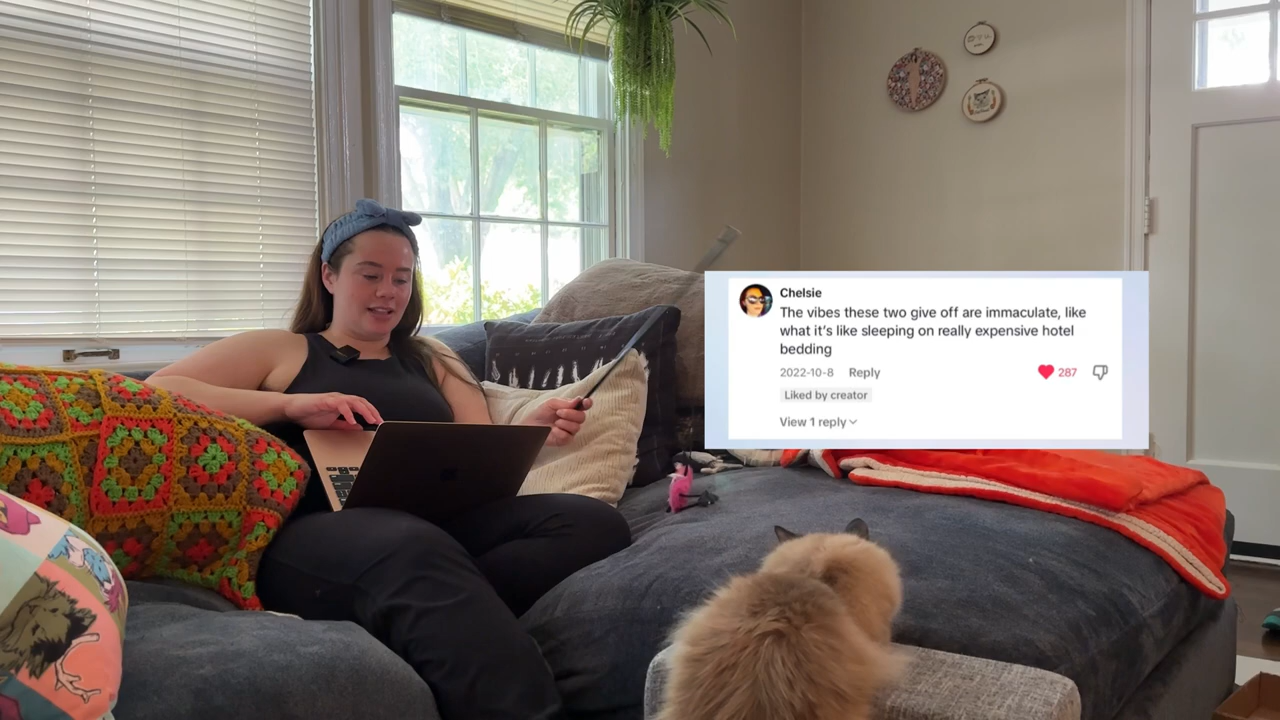 Chelsie
The vibes these two give off are immaculate, like
what it's like sleeping on really expensive hotel
bedding
2022-10-8 Reply 287
Liked by creator
View 1 reply